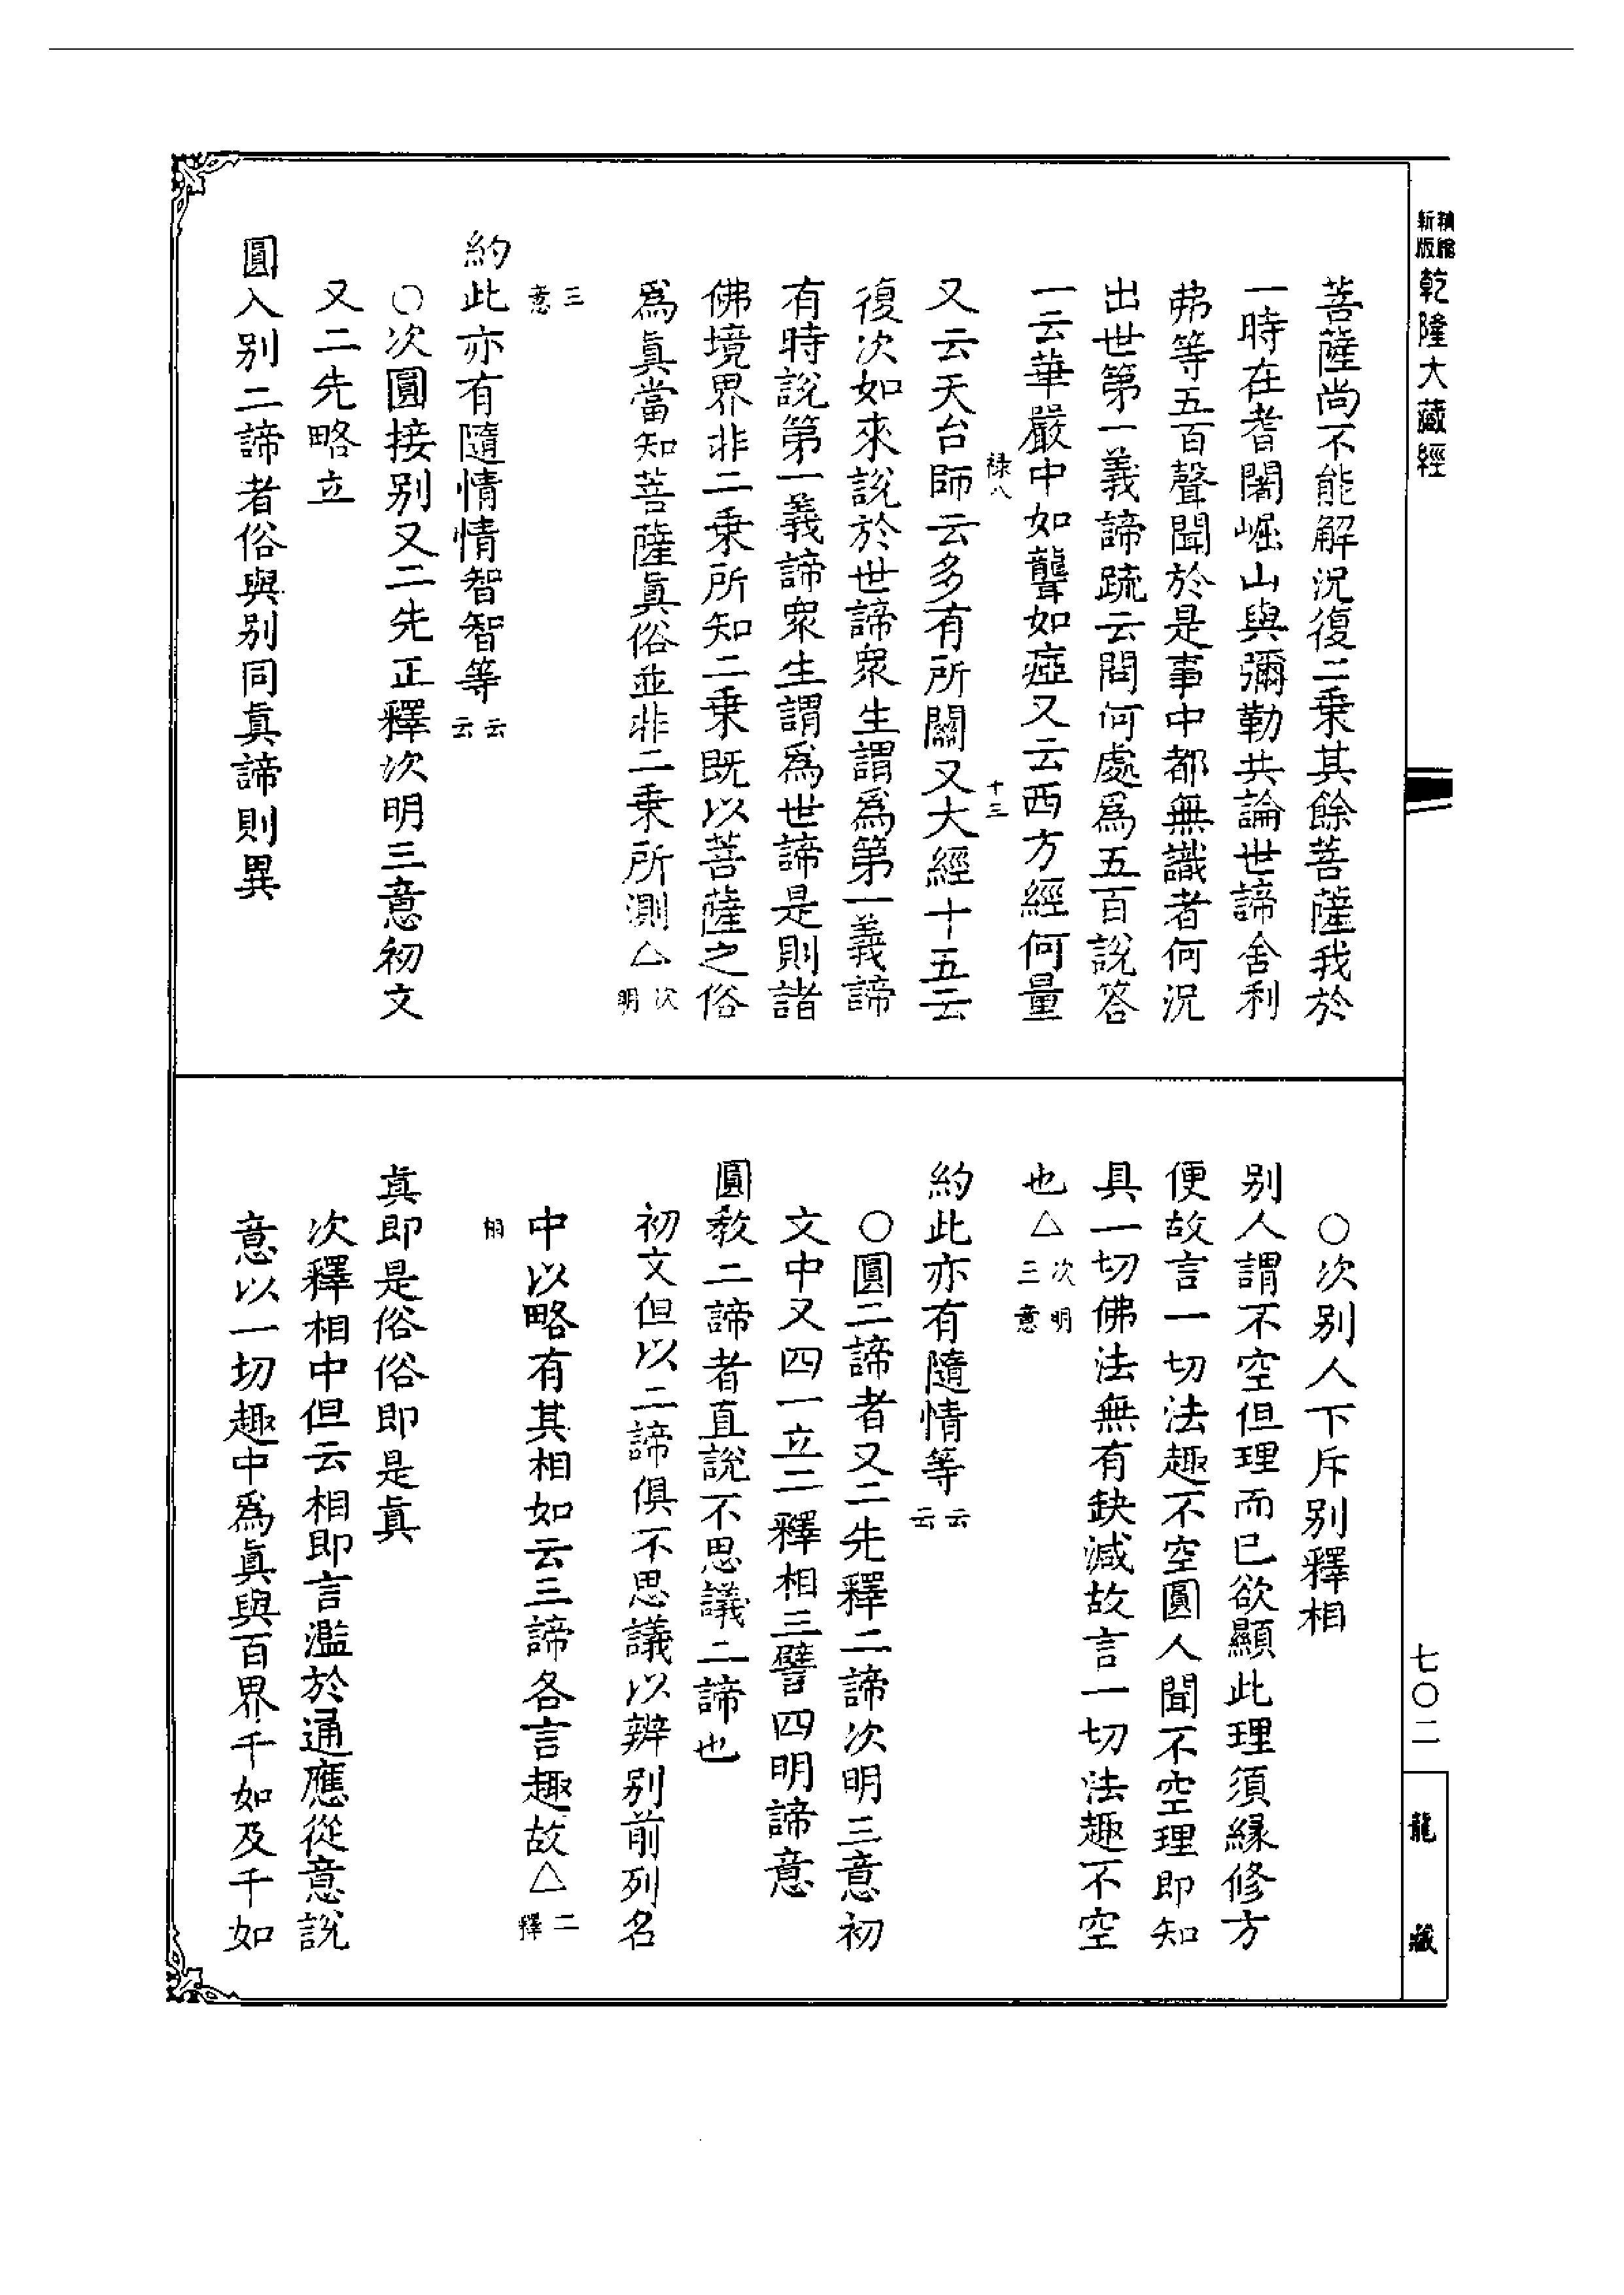 新版
精縮
乾隆大藏經
菩薩尚不能解況復二乘其餘菩薩我於
一時在耆闍崛山與彌勒共論世諦舍利
弗等五百聲聞於是事中都無識者何況
出世第一義諦疏云問何處爲五百說答
一云華嚴中如聾如瘂又云西方經何量
祿八
十三
又云天台師云多有所關又大經十五云
復次如來說於世諦眾生謂爲第一義諦
有時說第一義諦眾生謂爲世諦是則諸
佛境界非二乘所知二乘既以菩薩之俗
爲眞當知菩薩眞俗並非二乘所測△次明
三意
約此亦有隨情情智智等云云
○次圓接别又二先正釋次明三意初文
又二先略立
圓入别二諦者俗與别同眞諦則異
○次别人下斥别釋相
别人謂不空但理而已欲顯此理須緣修方
便故言一切法趣不空圓人聞不空理即知
具一切佛法無有缺減故言一切法趣不空
也△次明三意
約此亦有隨情等云云
○圓二諦者又二先釋二諦次明三意初
文中又四一立二釋相三譬四明諦意
圓教二諦者直說不思議二諦也
初文但以二諦俱不思議以辨别前列名
中以略有其相如云三諦各言趣故△二釋
相
真即是俗俗即是眞
次釋相中但云相即言濫於通應從意說
意以一切趣中爲眞與百界千如及千如
七〇二
龍藏